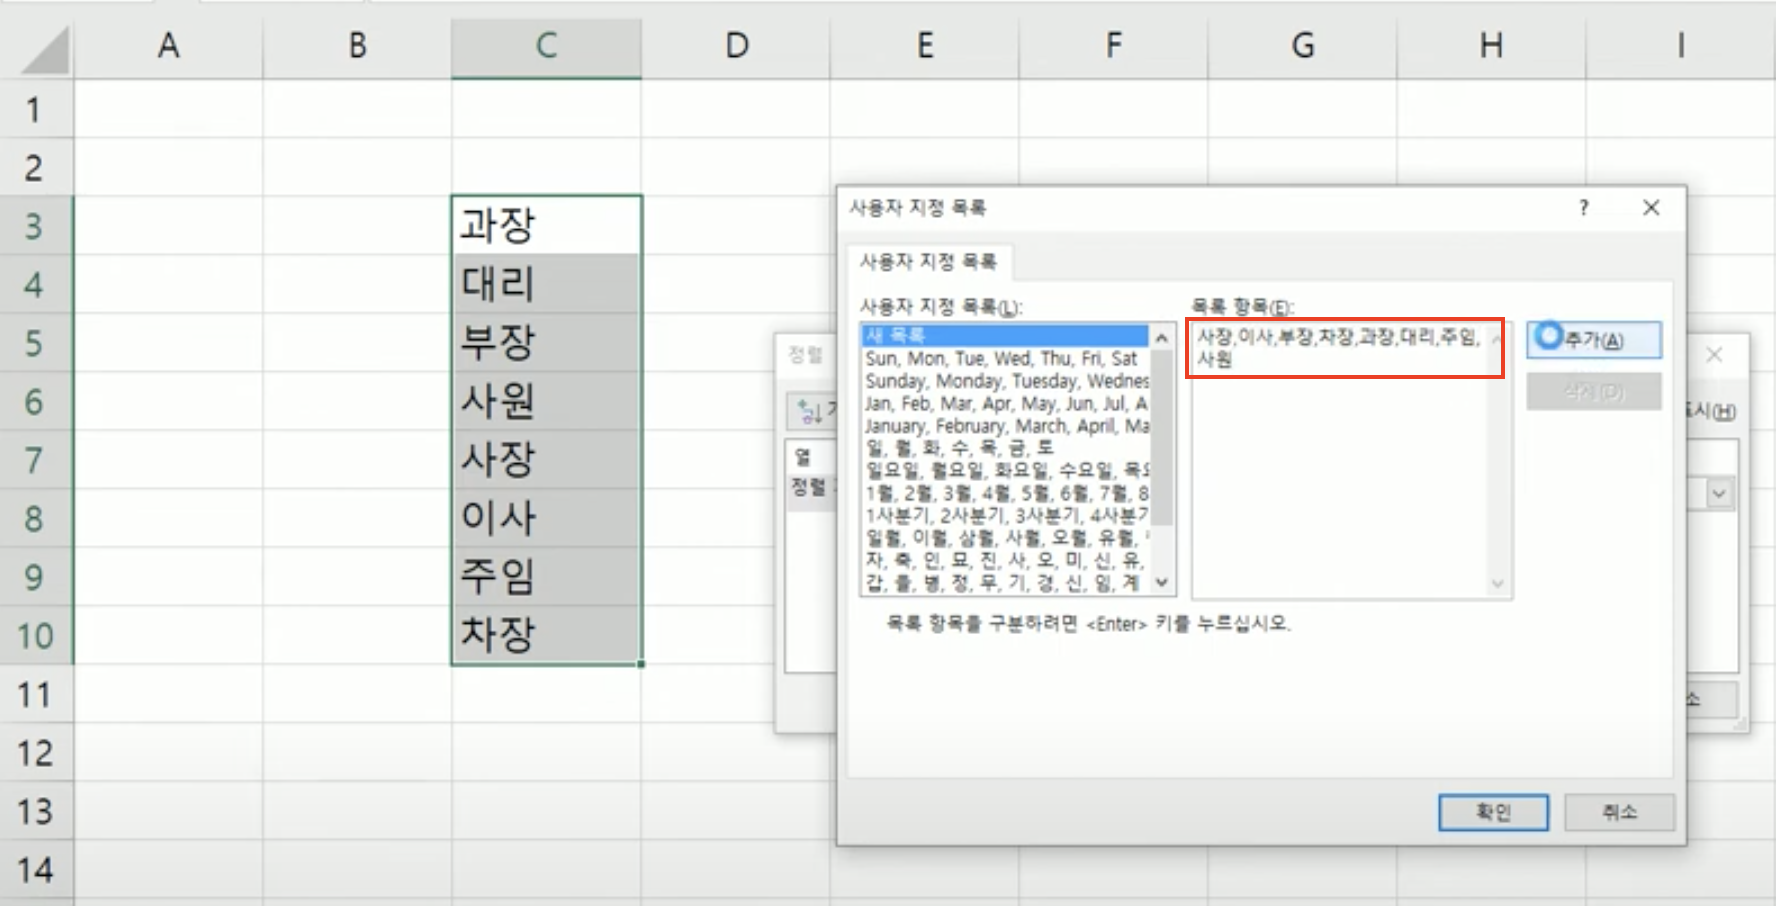 A B C D E F G H I
1
2
3 과장
4 대리
5 부장
6 사원
7 사장
8 이사
9 주임
10 차장
11
12
13
14
정렬
열
정렬
표시(H)
소
사용자 지정 목록 ?
사용자 지정 목록
사용자 지정 목록(L):
새 목록
Sun, Mon, Tue, Wed, Thu, Fri, Sat
Sunday, Monday, Tuesday, Wednes
Jan, Feb, Mar, Apr, May, Jun, Jul, A
January, February, March, April, Ma
일, 월, 화, 수, 목, 금, 토
일요일, 월요일, 화요일, 수요일, 목요
1월, 2월, 3월, 4월, 5월, 6월, 7월, 8
1사분기, 2사분기, 3사분기, 4사분기
일월, 이월, 삼월, 사월, 오월, 유월,
자, 축, 인, 묘, 진, 사, 오, 미, 신, 유,
갑, 을, 병, 정, 무, 기, 경, 신, 임, 계
목록 항목(E):
사장,이사,부장,차장,과장,대리,주임,
사원
추가(A)
삭제(D)
목록 항목을 구분하려면 <Enter> 키를 누르십시오.
확인
취소